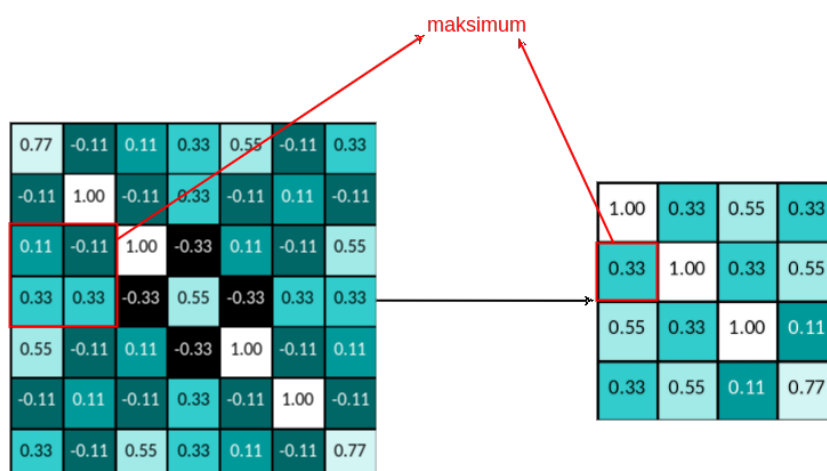 maksimum
0.77 -0.11 0.11 0.33 0.55 -0.11 0.33
-0.11 1.00 -0.11 0.33 -0.11 0.11 -0.11
0.11 -0.11 1.00 -0.33 0.11 -0.11 0.55
0.33 0.33 -0.33 0.55 -0.33 0.33 0.33
0.55 -0.11 0.11 -0.33 1.00 -0.11 0.11
-0.11 0.11 -0.11 0.33 -0.11 1.00 -0.11
0.33 -0.11 0.55 0.33 0.11 -0.11 0.77
1.00 0.33 0.55 0.33
0.33 1.00 0.33 0.55
0.55 0.33 1.00 0.11
0.33 0.55 0.11 0.77